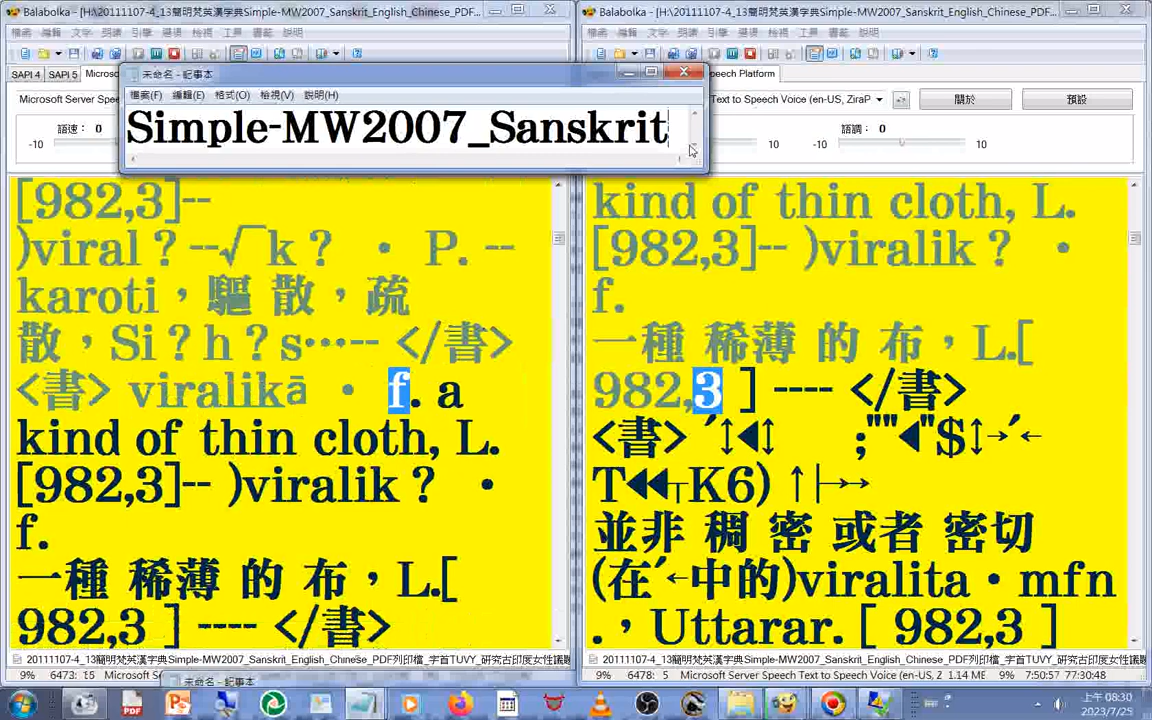 Balabolka - [H:\20111107-4_13簡明梵英漢字典Simple-MW2007_Sanskrit_English_Chinese_PDF...
Balabolka - [H:\20111107-4_13簡明梵英漢字典Simple-MW2007_Sanskrit_English_Chinese_PDF...
SAPI 4 SAPI 5 Micros
未命名 - 記事本
檔案(F) 編輯(E) 格式(O) 檢視(V) 說明(H)
Simple-MW2007_Sanskrit
Microsoft Server Speech
語速： 0
-10
eech Platform
Text to Speech Voice (en-US, ZiraP
關於
預設
語調： 0
10 -10 10
[982,3]--
)viral？--√k？ • P. --
karoti，驅 散，疏
散，Si？h？s…-- </書>
<書> viralikā • f. a
kind of thin cloth, L.
[982,3]-- )viralik？ •
f.
一種 稀薄 的 布，L.[
982,3 ] ---- </書>
kind of thin cloth, L.
[982,3]-- )viralik？ •
f.
一種 稀薄 的 布，L.[
982,3 ] ---- </書>
<書> ˊ↕◀↕ ;""◀"$↕→ˊ←
T◀◀┬K6) ↑├→→
並非 稠 密 或者 密切
(在ˊ←中的)viralita•mfn
.，Uttarar. [ 982,3 ]
20111107-4_13簡明梵英漢字典Simple-MW2007_Sanskrit_English_Chinese_PDF列印檔_字首TUVY_研究古印度女性議題
20111107-4_13簡明梵英漢字典Simple-MW2007_Sanskrit_English_Chinese_PDF列印檔_字首TUVY_研究古印度女性議題
9% 6473: 15 Microsoft S
未命名 - 記事本
9% 6478: 5 Microsoft Server Speech Text to Speech Voice (en-US, Z 1.14 ME 9% 7:50:57 77:30:48
上午 08:30
2023/7/25